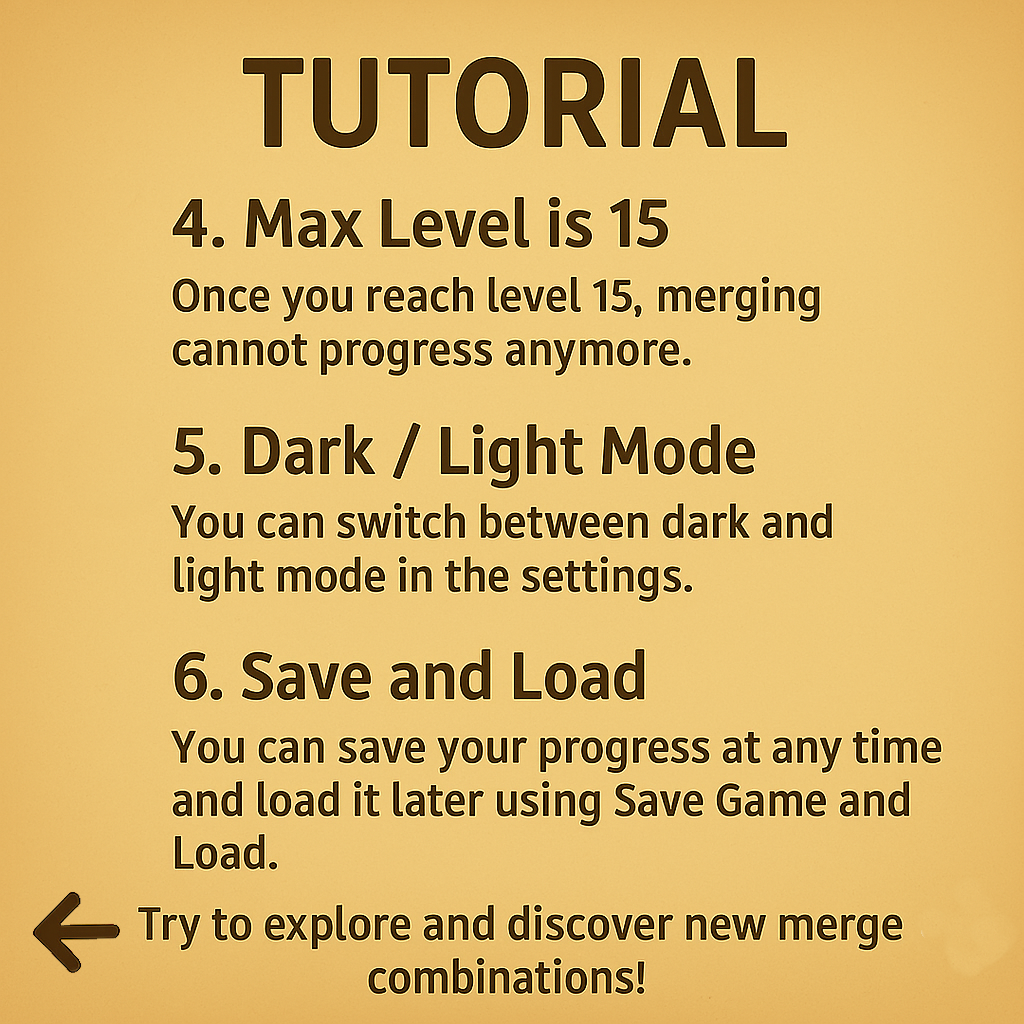 TUTORIAL
4. Max Level is 15
Once you reach level 15, merging
cannot progress anymore.
5. Dark / Light Mode
You can switch between dark and
light mode in the settings.
6. Save and Load
You can save your progress at any time
and load it later using Save Game and
Load.
Try to explore and discover new merge
combinations!